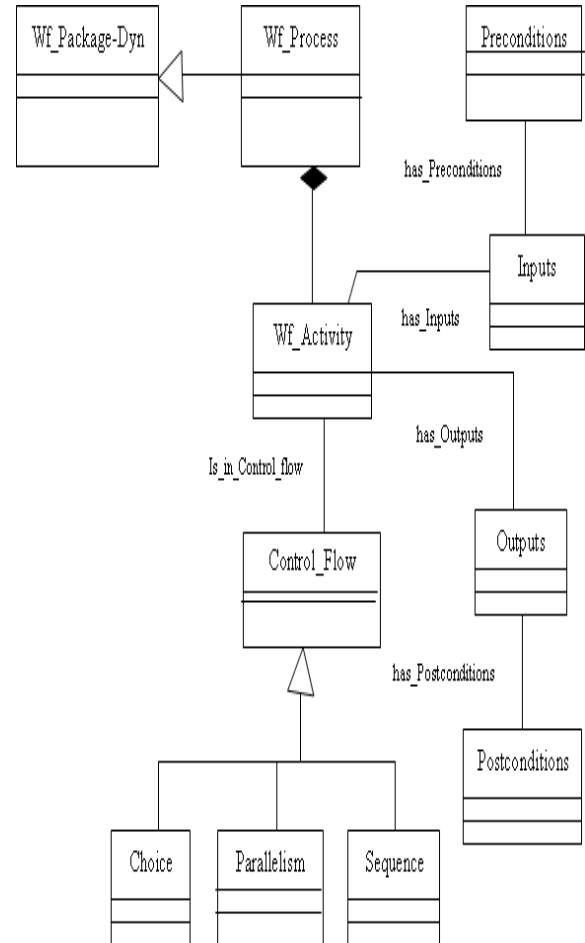 Wf_Package-Dyn
Wf_Process
Preconditions
has_Preconditions
Inputs
has_Inputs
Wf_Activity
has_Outputs
Is_in_Control_flow
Outputs
Control_Flow
has_Postconditions
Postconditions
Choice
Parallelism
Sequence